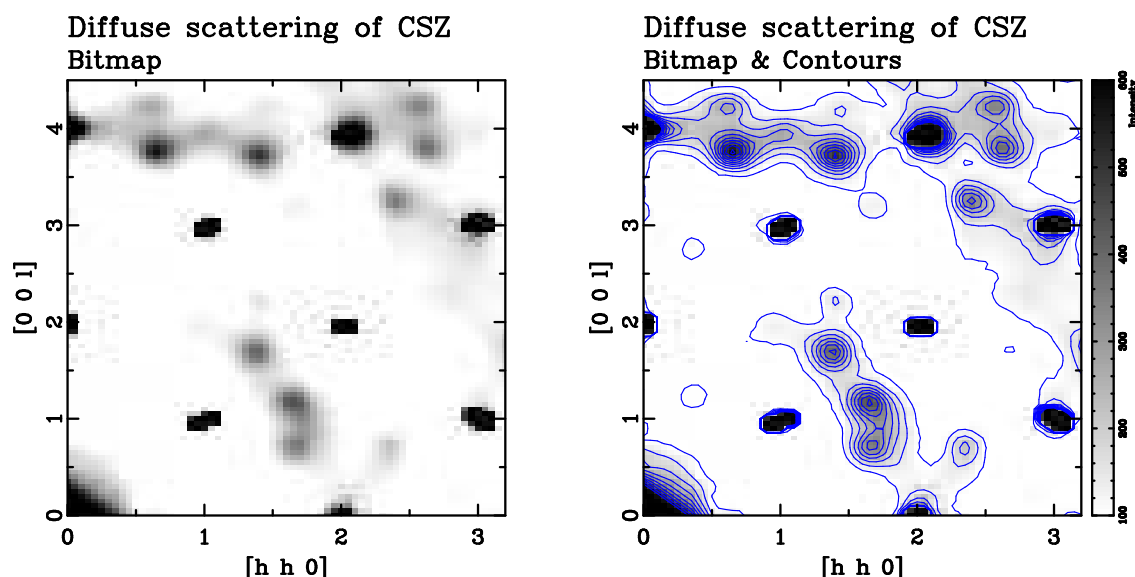 Diffuse scattering of CSZ
Bitmap
[0 0 l]
0 1 2 3 4
0 1 2 3
[h h 0]
Diffuse scattering of CSZ
Bitmap & Contours
[0 0 l]
0 1 2 3 4
0 1 2 3
[h h 0]
Intensity
100 200 300 400 500 600